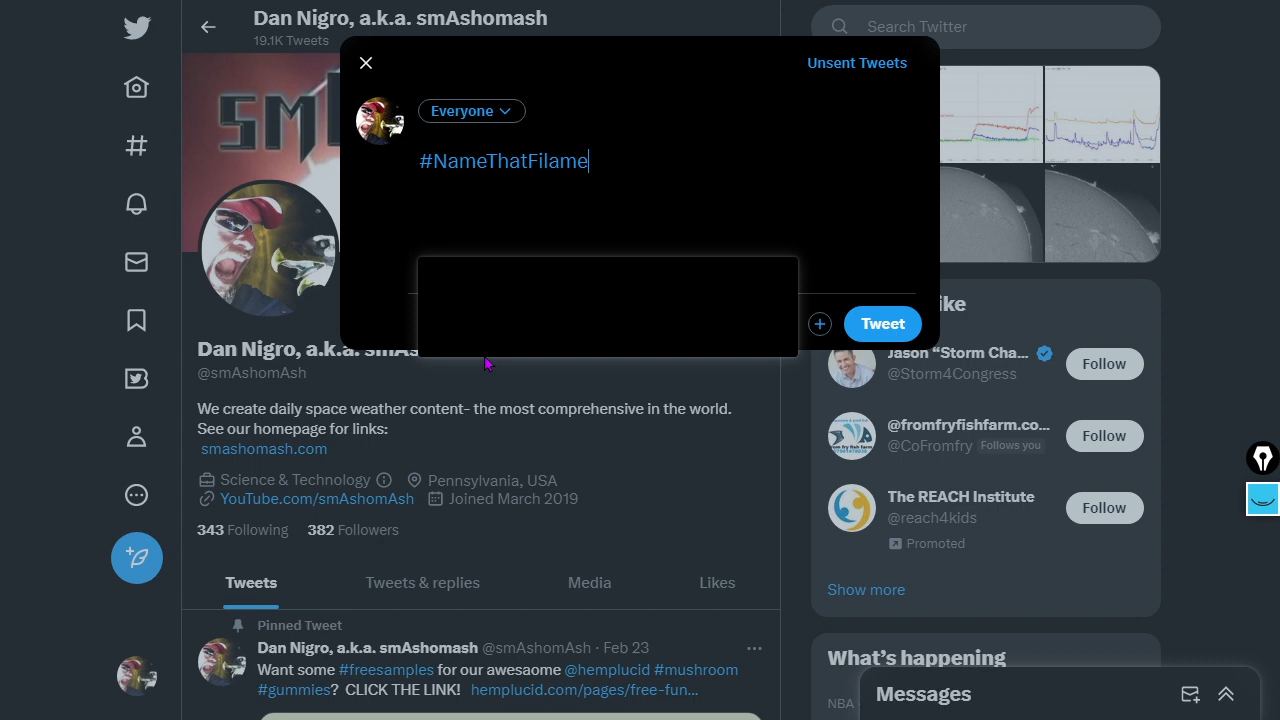 Dan Nigro, a.k.a. smAshomash
19.1K Tweets
Search Twitter
Unsent Tweets
Everyone
#NameThatFilame
Tweet
Dan Nigro, a.k.a. smAs
@smAshomAsh
We create daily space weather content- the most comprehensive in the world.
See our homepage for links:
smashomash.com
Science & Technology
Pennsylvania, USA
YouTube.com/smAshomAsh
Joined March 2019
343 Following
382 Followers
Tweets
Tweets & replies
Media
Likes
Pinned Tweet
Dan Nigro, a.k.a. smAshomash @smAshomAsh · Feb 23
Want some #freesamples for our awesaome @hemplucid #mushroom
#gummies? CLICK THE LINK! hemplucid.com/pages/free-fun...
ike
Jason “Storm Cha...
@Storm4Congress
Follow
@fromfryfishfarm.co...
@CoFromfry Follows you
Follow
The REACH Institute
@reach4kids
Follow
Promoted
Show more
What’s happening
NBA
Messages